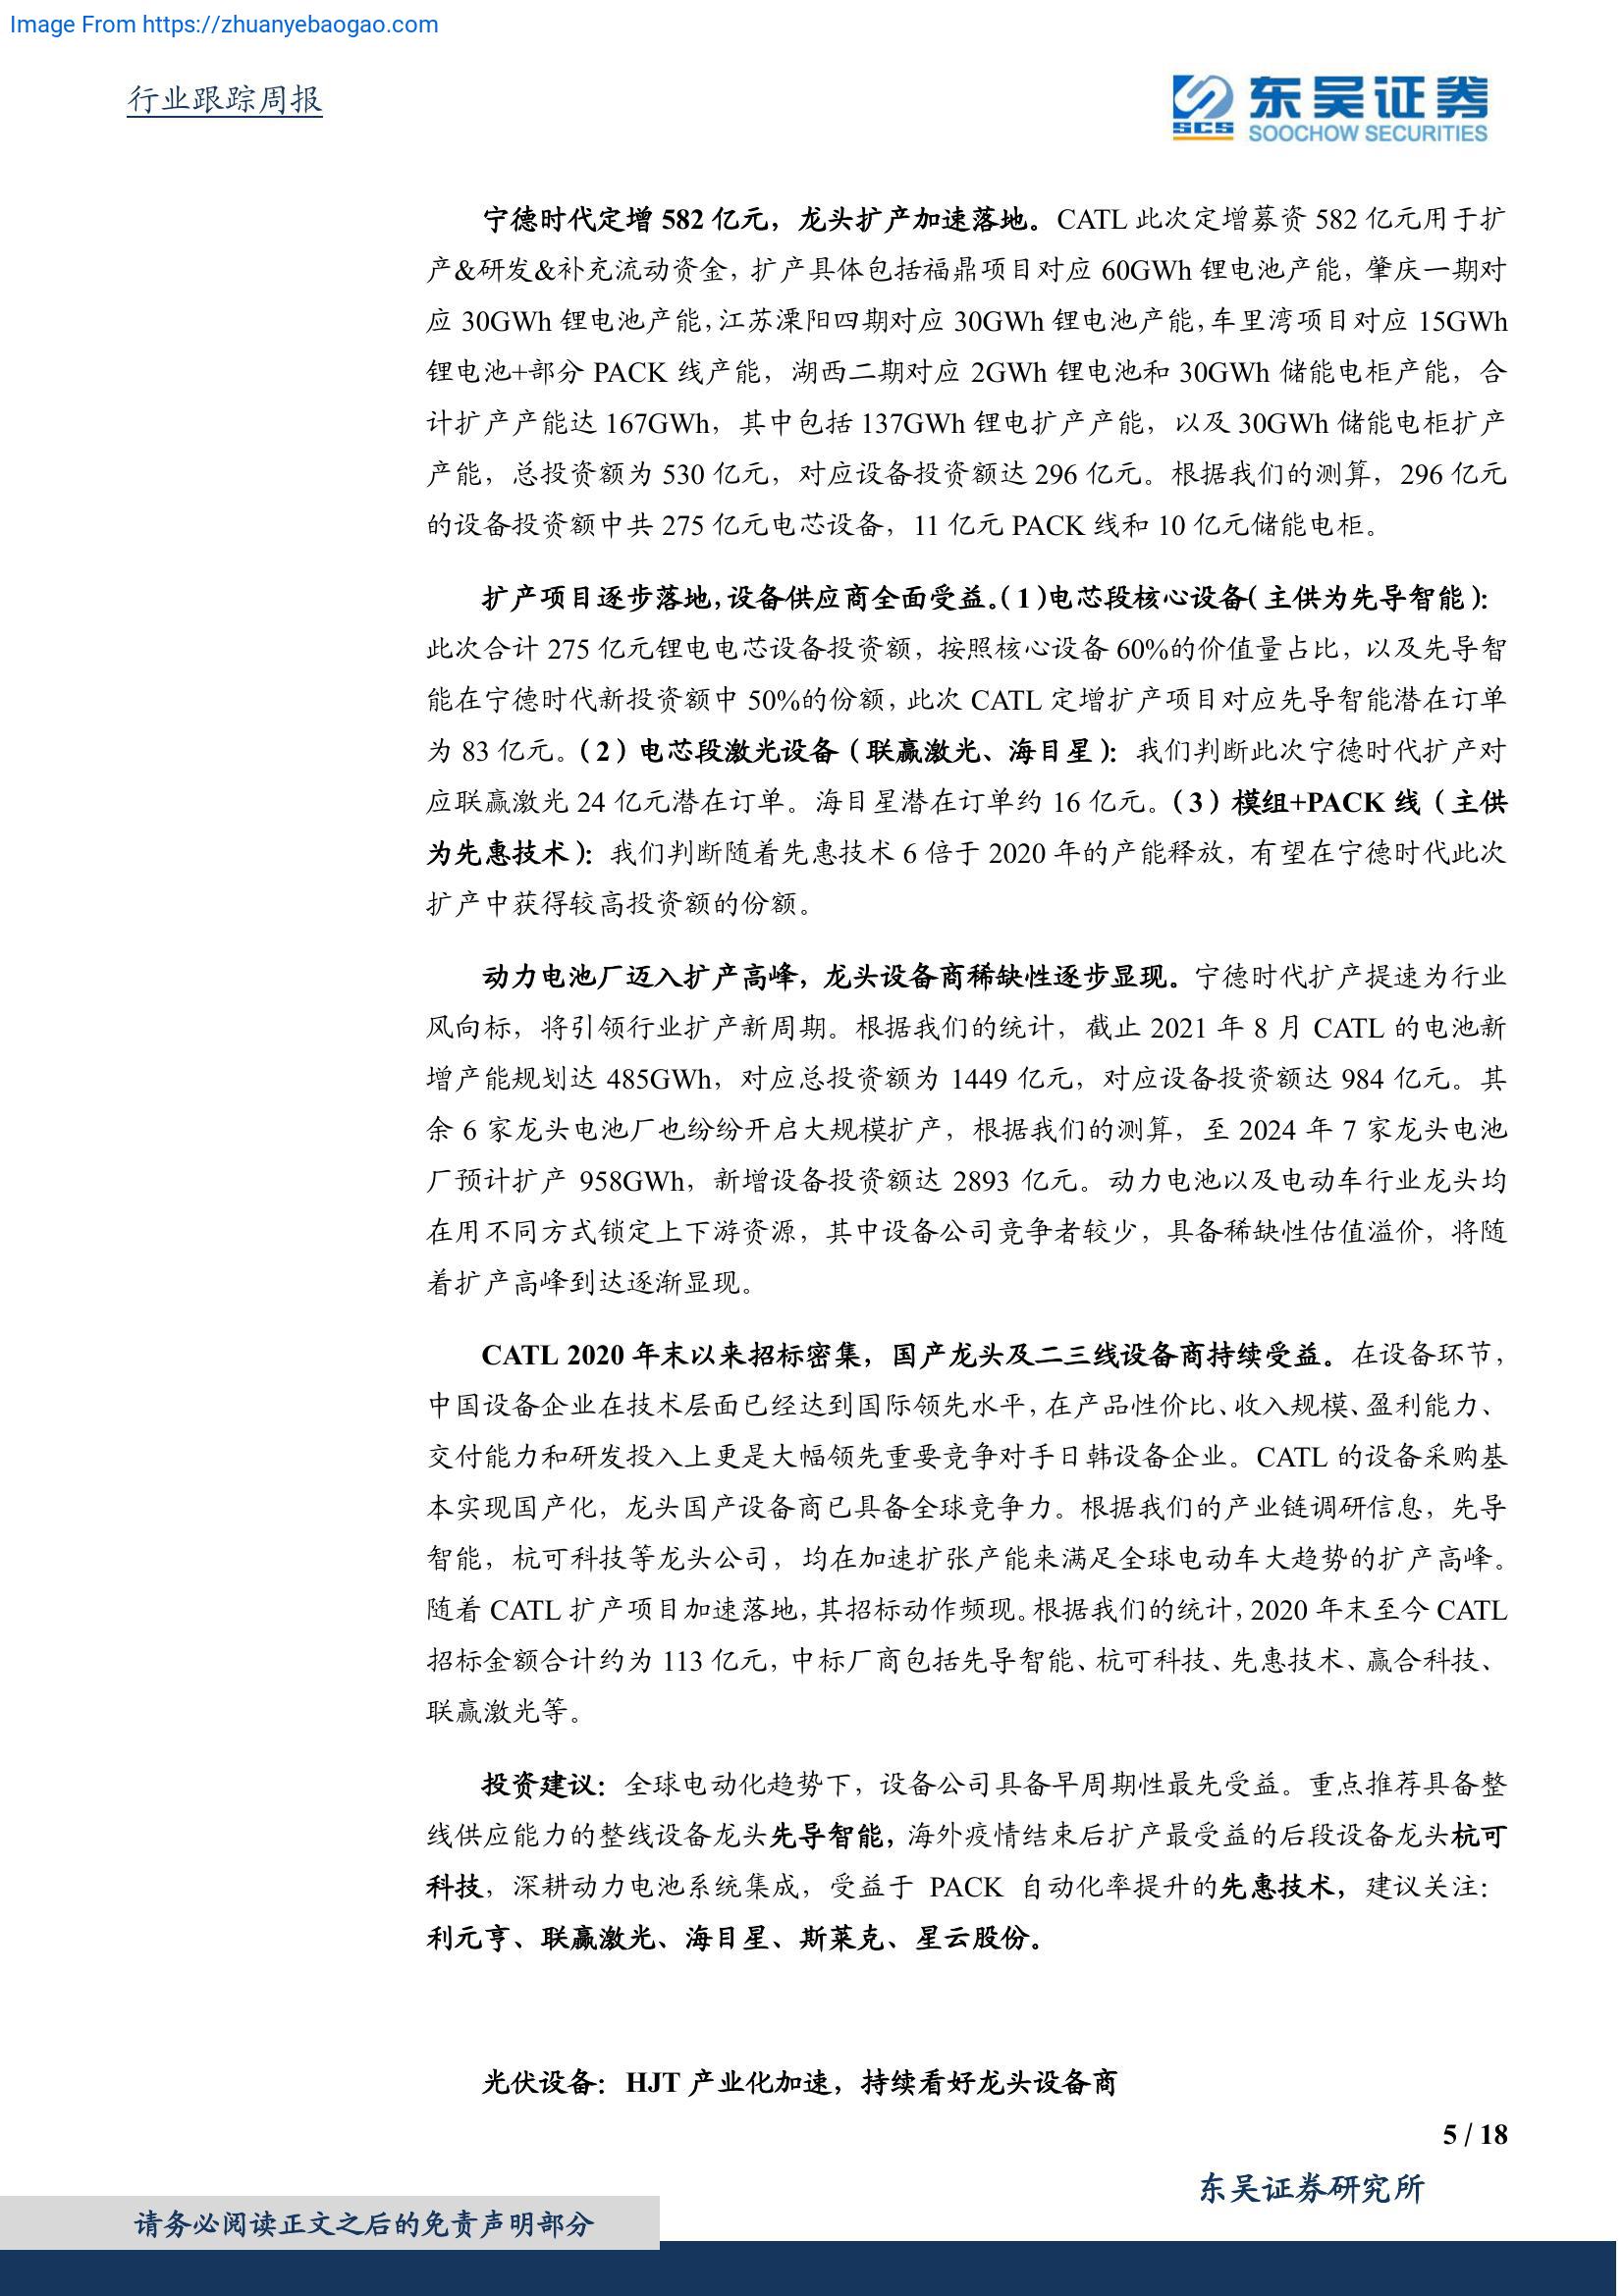 Image From https://zhuanyebaogao.com
行业跟踪周报
东吴证券
SCS
SOOCHOW SECURITIES
宁德时代定增 582 亿元，龙头扩产加速落地。CATL 此次定增募资 582 亿元用于扩
产&研发&补充流动资金，扩产具体包括福鼎项目对应 60GWh 锂电池产能，肇庆一期对
应 30GWh 锂电池产能，江苏溧阳四期对应 30GWh 锂电池产能，车里湾项目对应 15GWh
锂电池+部分 PACK 线产能，湖西二期对应 2GWh 锂电池和 30GWh 储能电柜产能，合
计扩产产能达 167GWh，其中包括 137GWh 锂电扩产产能，以及 30GWh 储能电柜扩产
产能，总投资额为 530 亿元，对应设备投资额达 296 亿元。根据我们的测算，296 亿元
的设备投资额中共 275 亿元电芯设备，11 亿元 PACK 线和 10 亿元储能电柜。
扩产项目逐步落地，设备供应商全面受益。（1）电芯段核心设备（主供为先导智能）：
此次合计 275 亿元锂电电芯设备投资额，按照核心设备 60%的价值量占比，以及先导智
能在宁德时代新投资额中 50%的份额，此次 CATL 定增扩产项目对应先导智能潜在订单
为 83 亿元。（2）电芯段激光设备（联赢激光、海目星）：我们判断此次宁德时代扩产对
应联赢激光 24 亿元潜在订单。海目星潜在订单约 16 亿元。（3）模组+PACK 线（主供
为先惠技术）：我们判断随着先惠技术 6 倍于 2020 年的产能释放，有望在宁德时代此次
扩产中获得较高投资额的份额。
动力电池厂迈入扩产高峰，龙头设备商稀缺性逐步显现。宁德时代扩产提速为行业
风向标，将引领行业扩产新周期。根据我们的统计，截止 2021 年 8 月 CATL 的电池新
增产能规划达 485GWh，对应总投资额为 1449 亿元，对应设备投资额达 984 亿元。其
余 6 家龙头电池厂也纷纷开启大规模扩产，根据我们的测算，至 2024 年 7 家龙头电池
厂预计扩产 958GWh，新增设备投资额达 2893 亿元。动力电池以及电动车行业龙头均
在用不同方式锁定上下游资源，其中设备公司竞争者较少，具备稀缺性估值溢价，将随
着扩产高峰到达逐渐显现。
CATL 2020 年末以来招标密集，国产龙头及二三线设备商持续受益。在设备环节，
中国设备企业在技术层面已经达到国际领先水平，在产品性价比、收入规模、盈利能力、
交付能力和研发投入上更是大幅领先重要竞争对手日韩设备企业。CATL 的设备采购基
本实现国产化，龙头国产设备商已具备全球竞争力。根据我们的产业链调研信息，先导
智能，杭可科技等龙头公司，均在加速扩张产能来满足全球电动车大趋势的扩产高峰。
随着 CATL 扩产项目加速落地，其招标动作频现。根据我们的统计，2020 年末至今 CATL
招标金额合计约为 113 亿元，中标厂商包括先导智能、杭可科技、先惠技术、赢合科技、
联赢激光等。
投资建议：全球电动化趋势下，设备公司具备早周期性最先受益。重点推荐具备整
线供应能力的整线设备龙头先导智能，海外疫情结束后扩产最受益的后段设备龙头杭可
科技，深耕动力电池系统集成，受益于 PACK 自动化率提升的先惠技术，建议关注：
利元亨、联赢激光、海目星、斯莱克、星云股份。
光伏设备：HJT 产业化加速，持续看好龙头设备商
5 / 18
东吴证券研究所
请务必阅读正文之后的免责声明部分